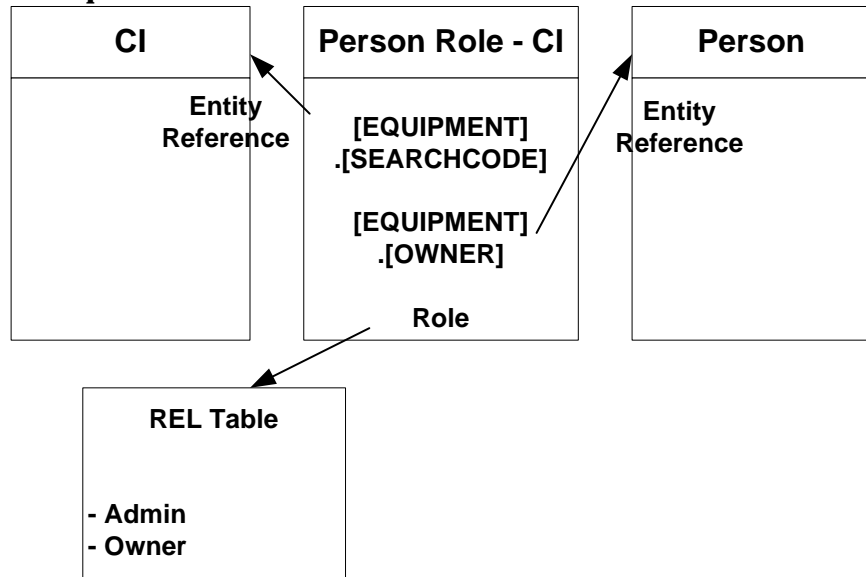 CI
Person Role - CI
Person
Entity
Reference
[EQUIPMENT]
.[SEARCHCODE]
Entity
Reference
[EQUIPMENT]
.[OWNER]
Role
REL Table
- Admin
- Owner